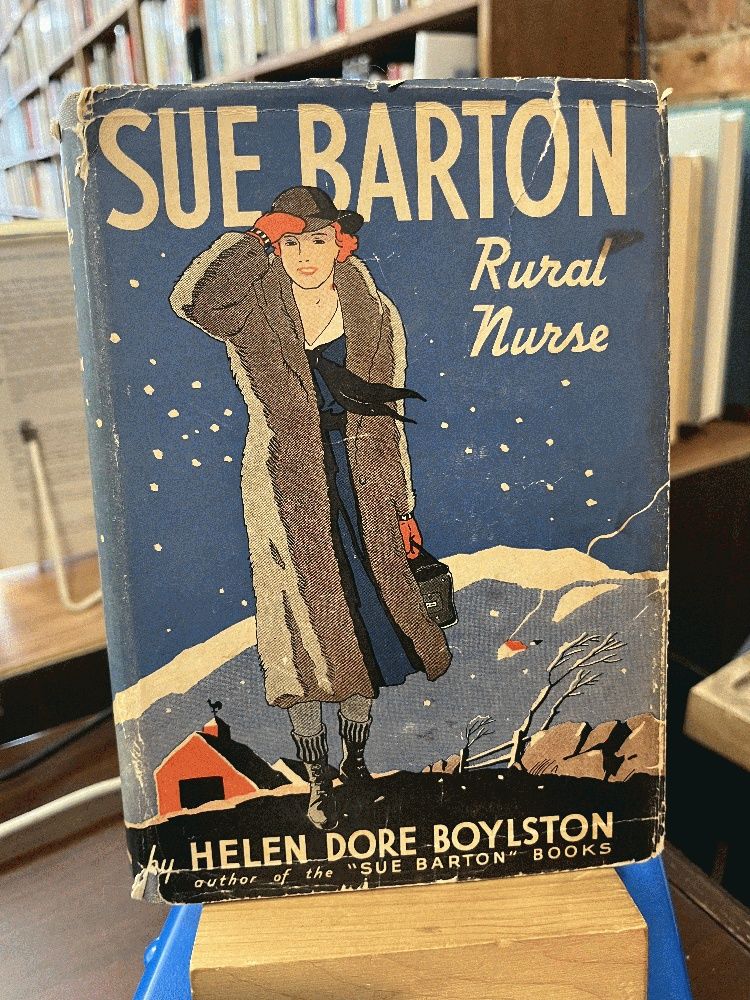 SUE BARTON
Rural
Nurse
by HELEN DORE BOYLSTON
author of the "SUE BARTON" BOOKS